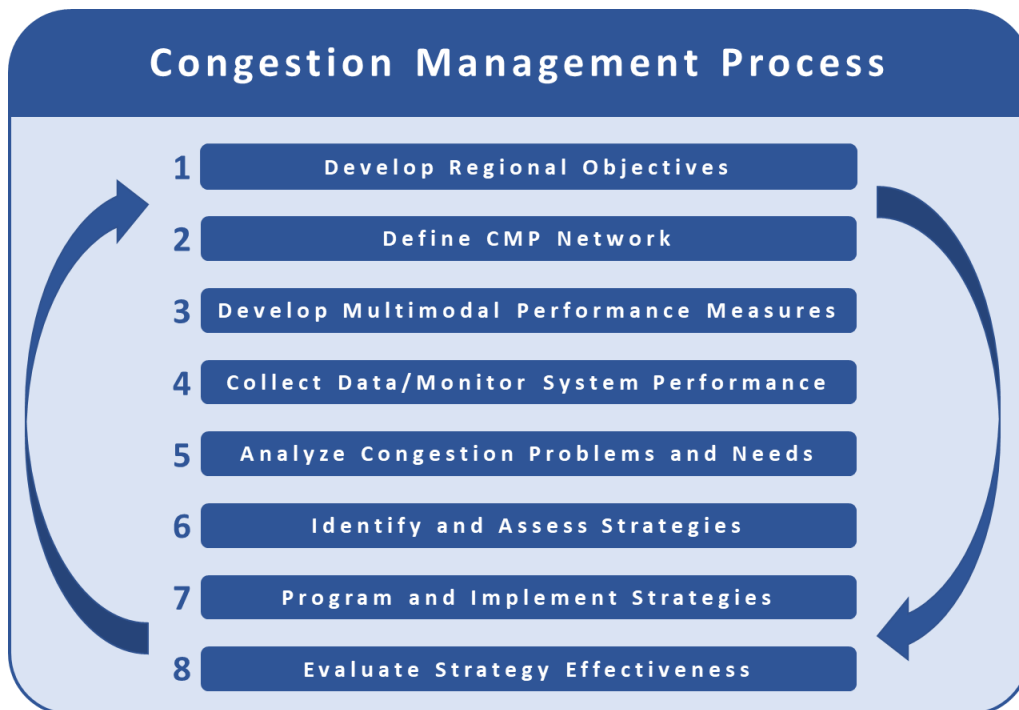 Congestion Management Process
1 Develop Regional Objectives
2 Define CMP Network
3 Develop Multimodal Performance Measures
4 Collect Data/Monitor System Performance
5 Analyze Congestion Problems and Needs
6 Identify and Assess Strategies
7 Program and Implement Strategies
8 Evaluate Strategy Effectiveness